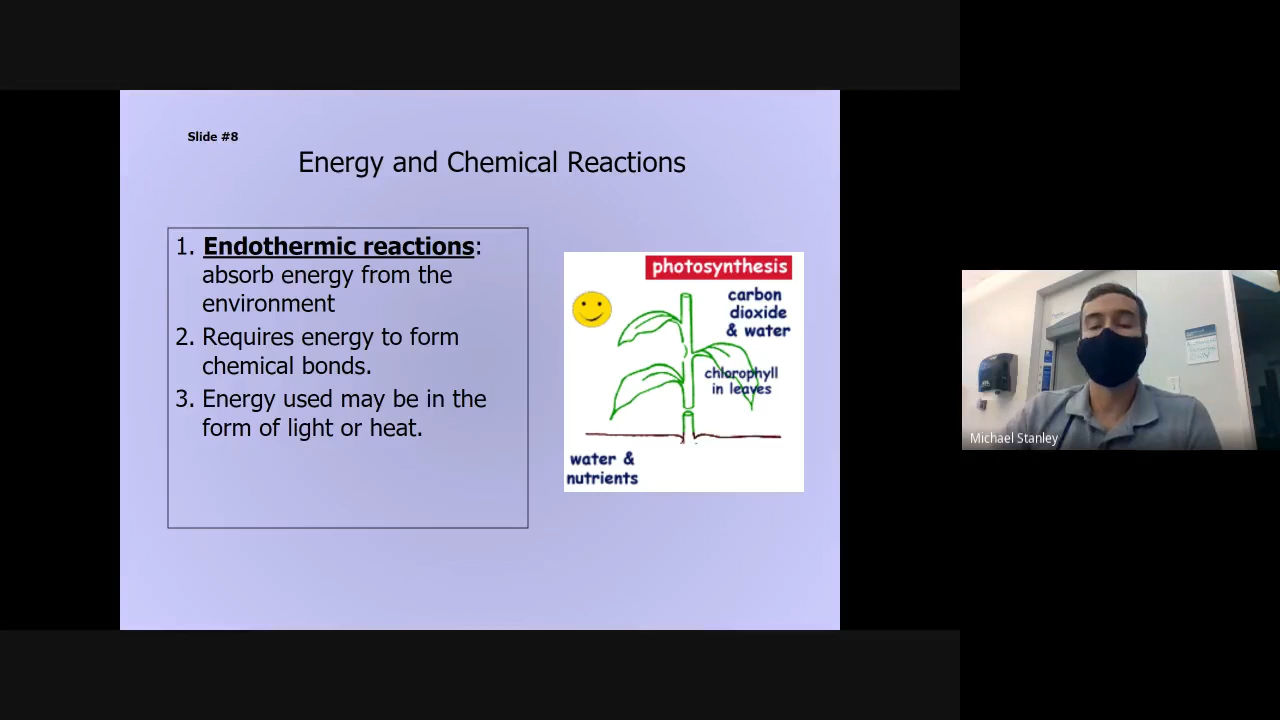 Slide #8
Energy and Chemical Reactions
1. Endothermic reactions:
absorb energy from the
environment
2. Requires energy to form
chemical bonds.
3. Energy used may be in the
form of light or heat.
photosynthesis
carbon
dioxide
& water
chlorophyll
in leaves
water &
nutrients
Michael Stanley